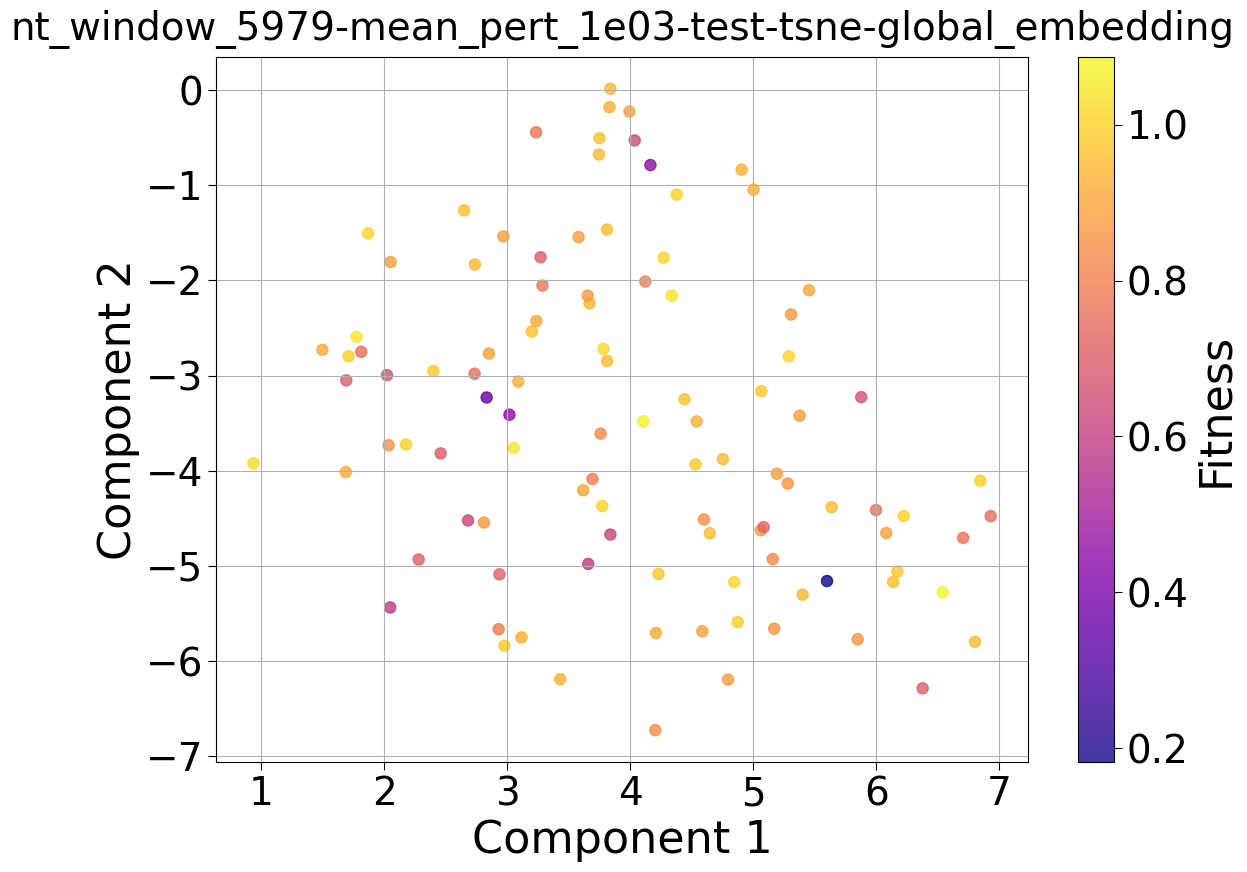 nt_window_5979-mean_pert_1e03-test-tsne-global_embedding
0
−1
−2
−3
−4
−5
−6
−7
Component 2
1 2 3 4 5 6 7
Component 1
1.0
0.8
0.6
0.4
0.2
Fitness